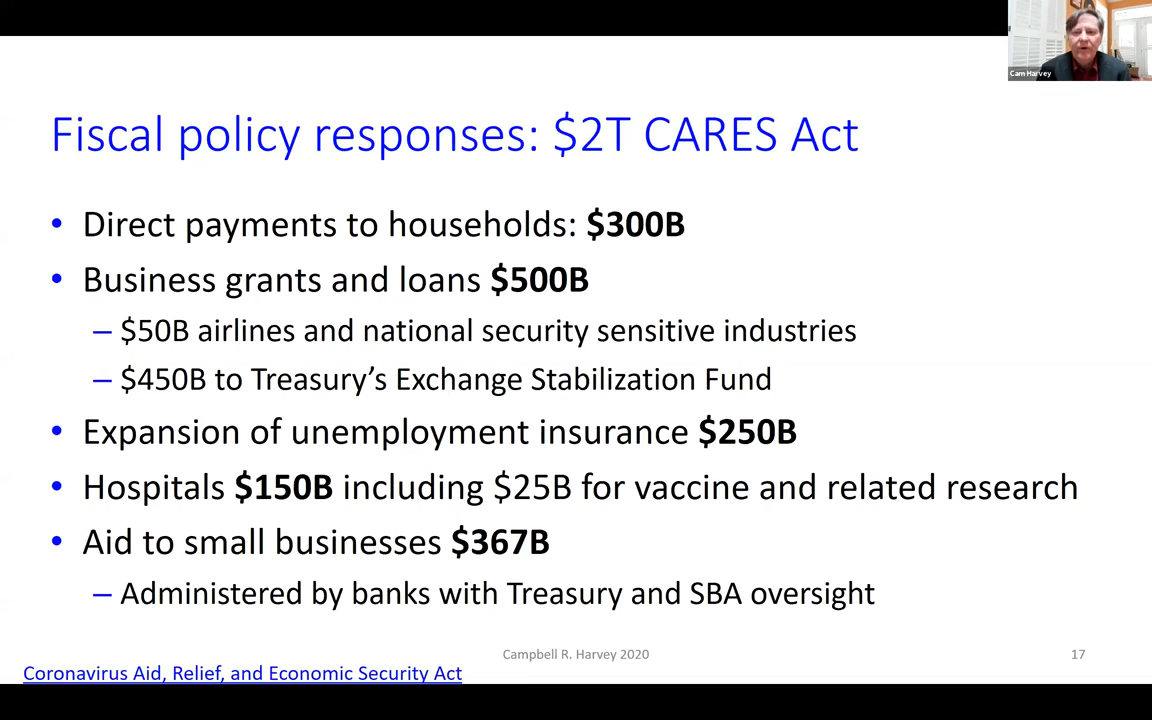 Cam Harvey
Fiscal policy responses: $2T CARES Act
• Direct payments to households: $300B
• Business grants and loans $500B
– $50B airlines and national security sensitive industries
– $450B to Treasury’s Exchange Stabilization Fund
• Expansion of unemployment insurance $250B
• Hospitals $150B including $25B for vaccine and related research
• Aid to small businesses $367B
– Administered by banks with Treasury and SBA oversight
Campbell R. Harvey 2020
17
Coronavirus Aid, Relief, and Economic Security Act